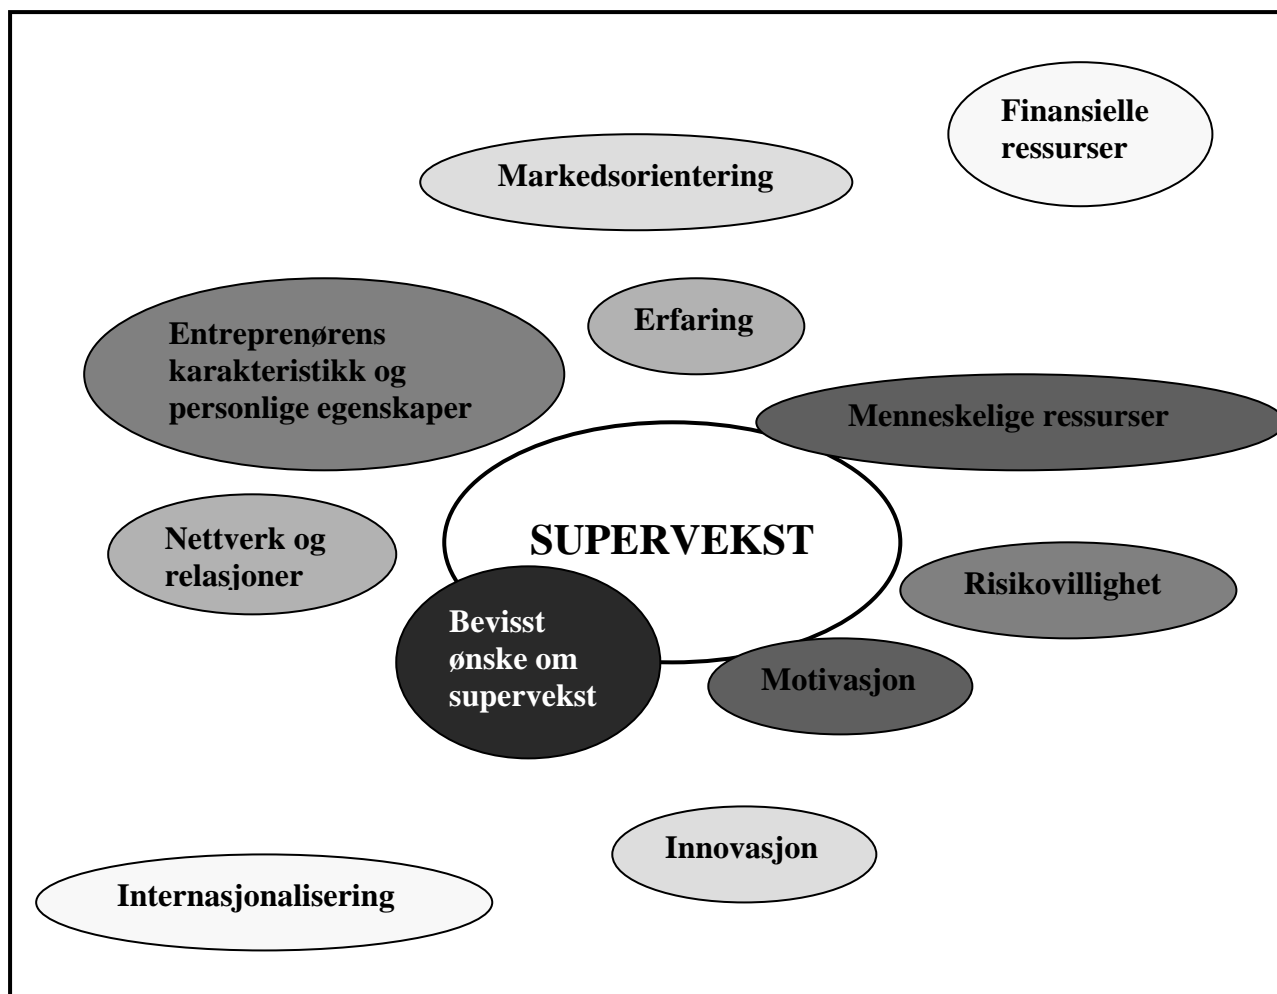 Finansielle
ressurser
Markedsorientering
Erfaring
Entreprenørens
karakteristikk og
personlige egenskaper
Menneskelige ressurser
SUPERVEKST
Nettverk og
relasjoner
Risikovillighet
Bevisst
ønske om
supervekst
Motivasjon
Innovasjon
Internasjonalisering